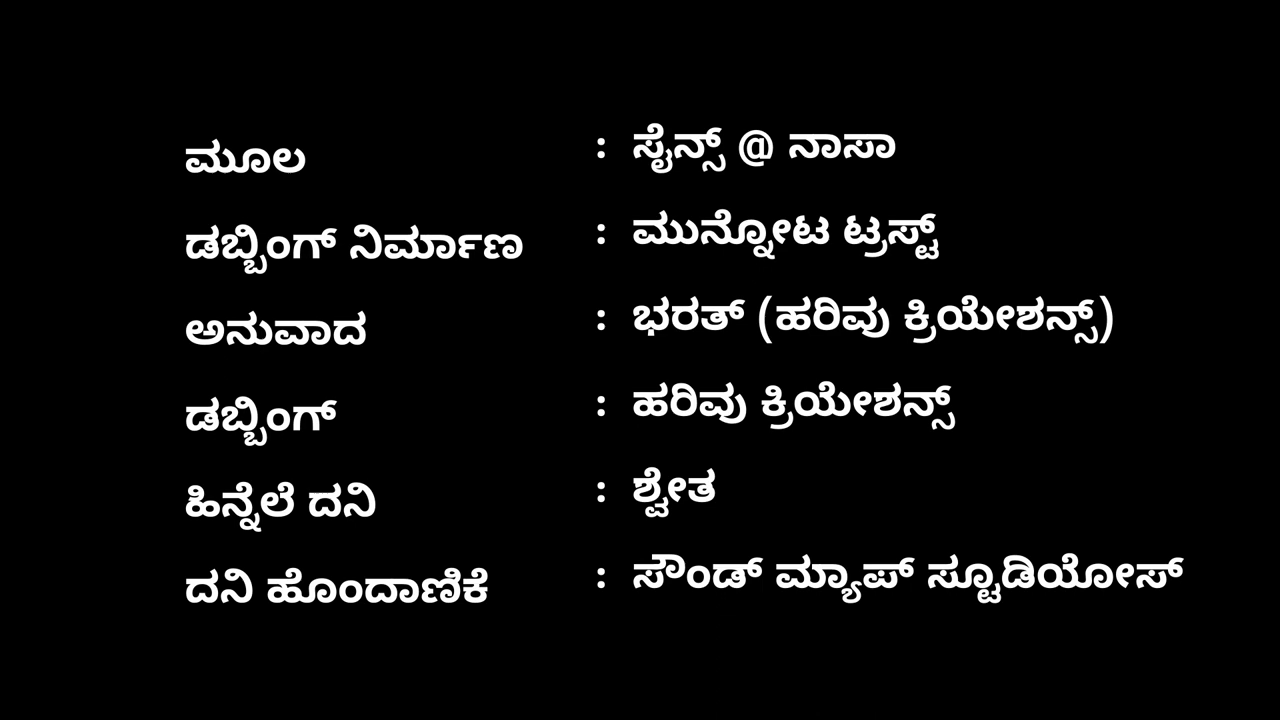 ಮೂಲ : ಸೈನ್ಸ್ @ ನಾಸಾ
ಡಬ್ಬಿಂಗ್ ನಿರ್ಮಾಣ : ಮುನ್ನೋಟ ಟ್ರಸ್ಟ್
ಅನುವಾದ : ಭರತ್ (ಹರಿವು ಕ್ರಿಯೇಶನ್ಸ್)
ಡಬ್ಬಿಂಗ್ : ಹರಿವು ಕ್ರಿಯೇಶನ್ಸ್
ಹಿನ್ನೆಲೆ ದನಿ : ಶ್ವೇತ
ದನಿ ಹೊಂದಾಣಿಕೆ : ಸೌಂಡ್ ಮ್ಯಾಪ್ ಸ್ಟೂಡಿಯೋಸ್